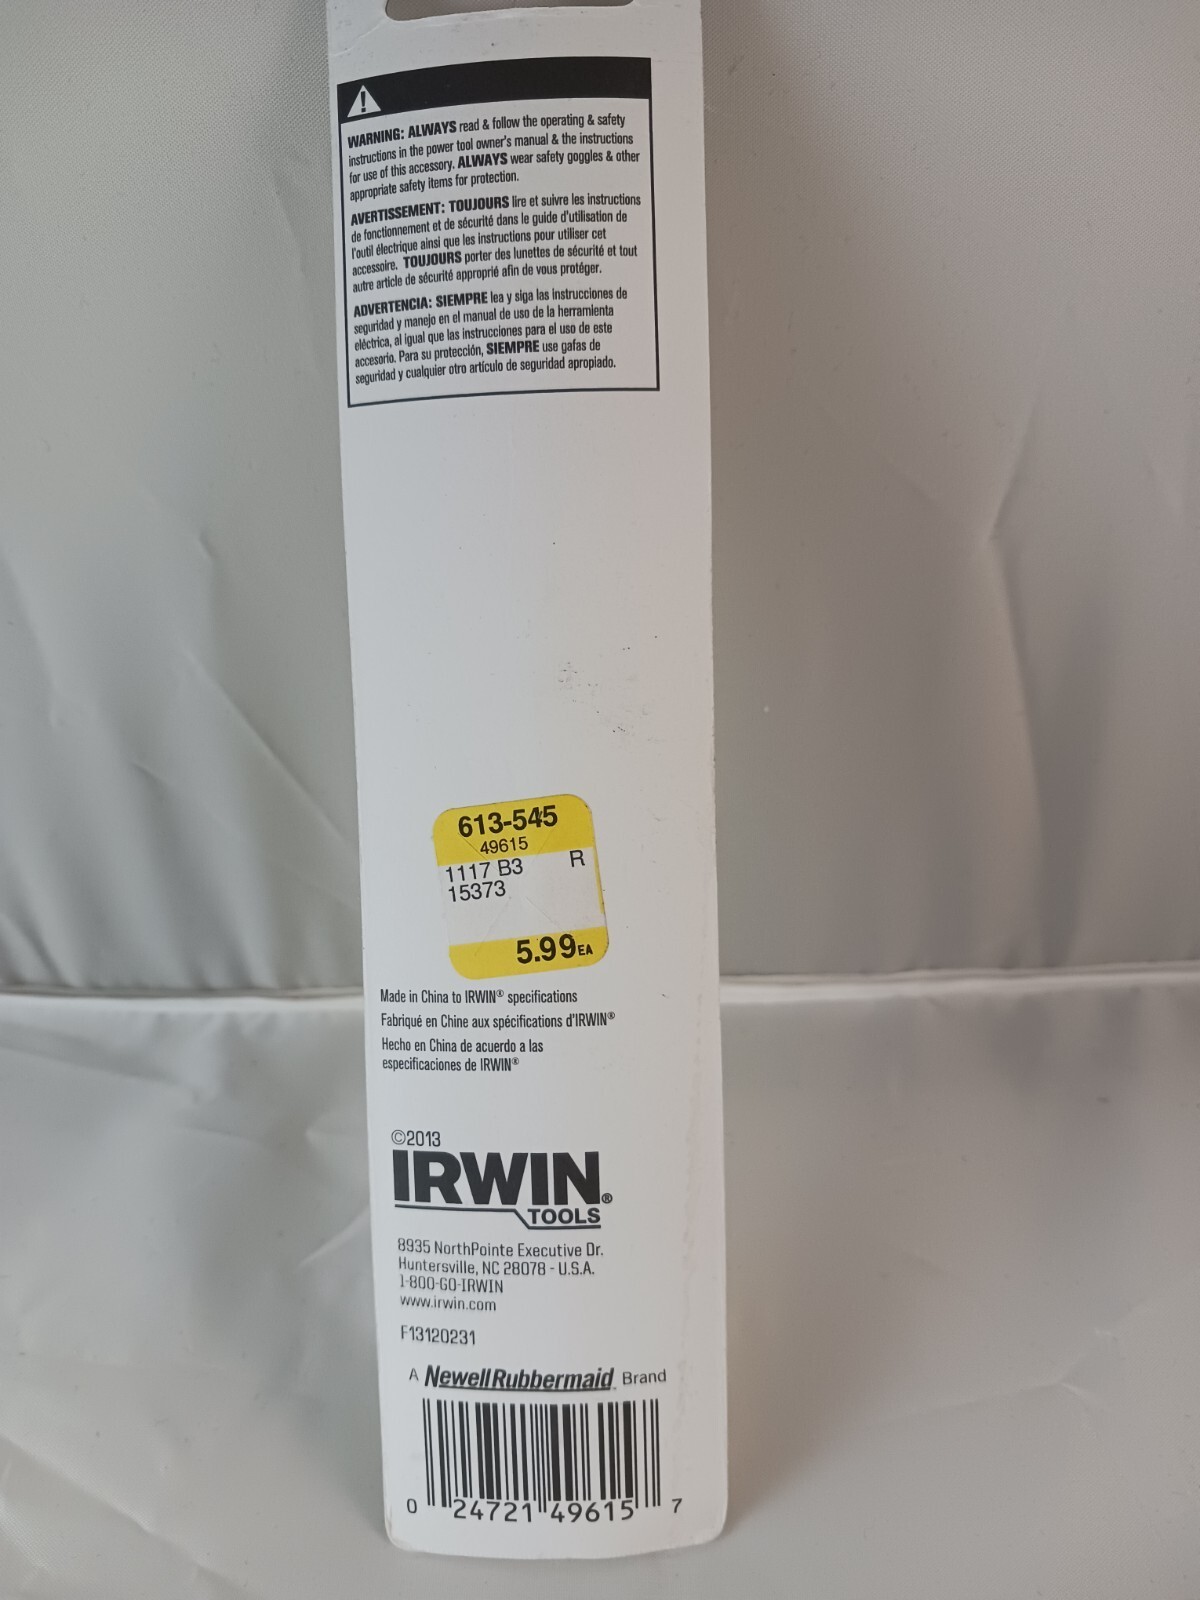 WARNING: ALWAYS read & follow the operating & safety
instructions in the power tool owner's manual & the instructions
for use of this accessory. ALWAYS wear safety goggles & other
appropriate safety items for protection.
AVERTISSEMENT: TOUJOURS lire et suivre les instructions
de fonctionnement et de sécurité dans le guide d'utilisation de
l'outil électrique ainsi que les instructions pour utiliser cet
accessoire. TOUJOURS porter des lunettes de sécurité et tout
autre article de sécurité approprié afin de vous protéger.
ADVERTENCIA: SIEMPRE lea y siga las instrucciones de
seguridad y manejo en el manual de uso de la herramienta
eléctrica, al igual que las instrucciones para el uso de este
accesorio. Para su protección, SIEMPRE use gafas de
seguridad y cualquier otro artículo de seguridad apropiado.
613-545
49615
1117 B3 R
15373
5.99EA
Made in China to IRWIN® specifications
Fabriqué en Chine aux spécifications d'IRWIN®
Hecho en China de acuerdo a las
especificaciones de IRWIN®
©2013
IRWIN®
TOOLS
8935 NorthPointe Executive Dr.
Huntersville, NC 28078 - U.S.A.
1-800-GO-IRWIN
www.irwin.com
F13120231
A Newell Rubbermaid™ Brand
0 24721 49615 7